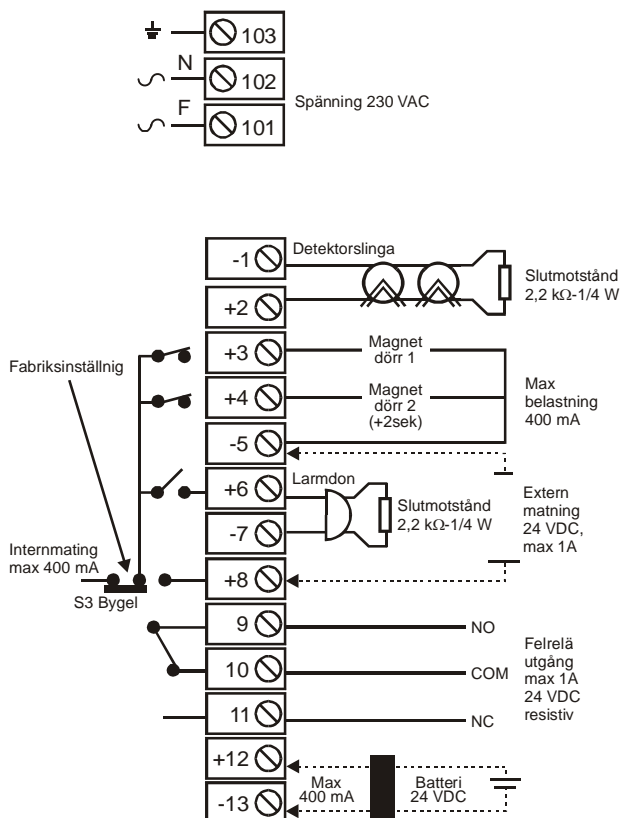 103
N
102
Spänning 230 VAC
F
101
-1
Detektorslinga
Slutmotstånd
2,2 kΩ-1/4 W
+2
Fabriksinställnig
+3
Magnet
dörr 1
+4
Magnet
dörr 2
(+2sek)
Max
belastning
400 mA
-5
+6
Larmdon
Slutmotstånd
2,2 kΩ-1/4 W
-7
Extern
matning
24 VDC,
max 1A
Internmating
max 400 mA
+8
S3 Bygel
9
NO
10
COM
Felrelä
utgång
max 1A
24 VDC
resistiv
11
NC
+12
Max
400 mA
Batteri
24 VDC
-13